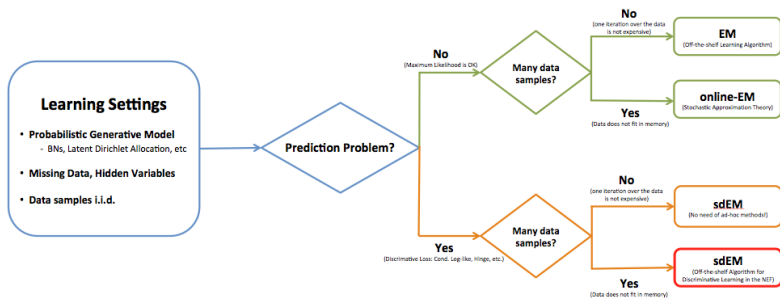 Learning Settings
• Probabilistic Generative Model
- BNs, Latent Dirichlet Allocation, etc
• Missing Data, Hidden Variables
• Data samples i.i.d.
Prediction Problem?
No
(Maximum Likelihood is OK)
Many data
samples?
No
(one iteration over the data
is not expensive)
EM
(Off-the-shelf Learning Algorithm)
online-EM
(Stochastic Approximation Theory)
Yes
(Data does not fit in memory)
Yes
(Discriminative Loss: Cond. Log-like, Hinge, etc.)
Many data
samples?
No
(one iteration over the data
is not expensive)
sdEM
(No need of ad-hoc methods!)
sdEM
(Off-the-shelf Algorithm for
Discriminative Learning in the NEF)
Yes
(Data does not fit in memory)